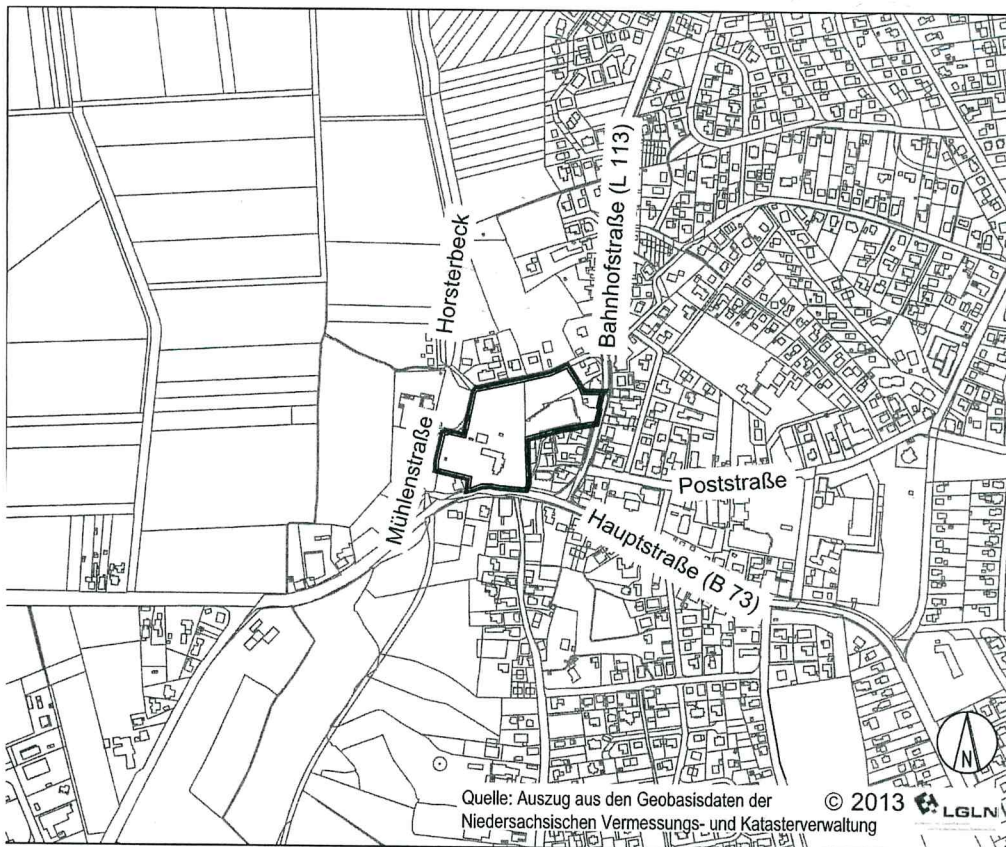 Horsterbeck
Bahnhofstraße (L 113)
Mühlenstraße
Poststraße
Hauptstraße (B 73)
N
Quelle: Auszug aus den Geobasisdaten der
Niedersachsischen Vermessungs- und Katasterverwaltung
© 2013 LGLN